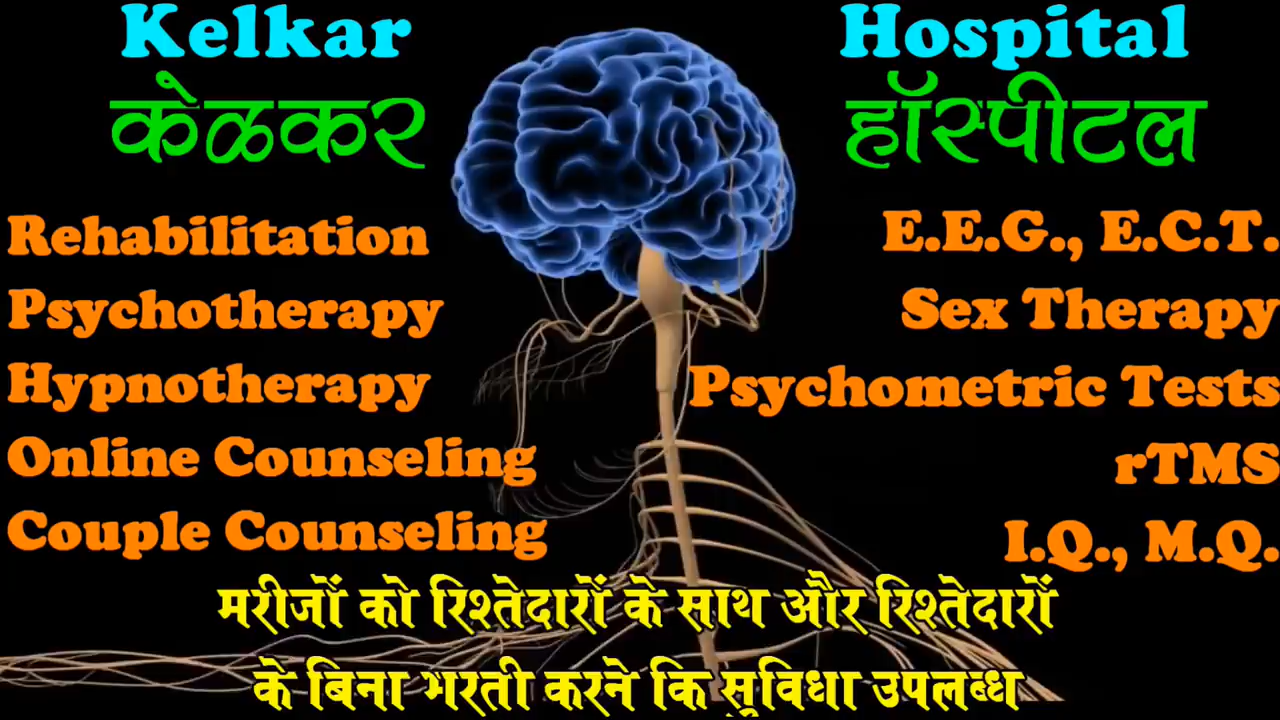 Kelkar Hospital
केळकर हॉस्पीटल
Rehabilitation
Psychotherapy
Hypnotherapy
Online Counseling
Couple Counseling
E.E.G., E.C.T.
Sex Therapy
Psychometric Tests
rTMS
I.Q., M.Q.
मरीजों को रिश्तेदारों के साथ और रिश्तेदारों
के बिना भरती करने कि सुविधा उपलब्ध